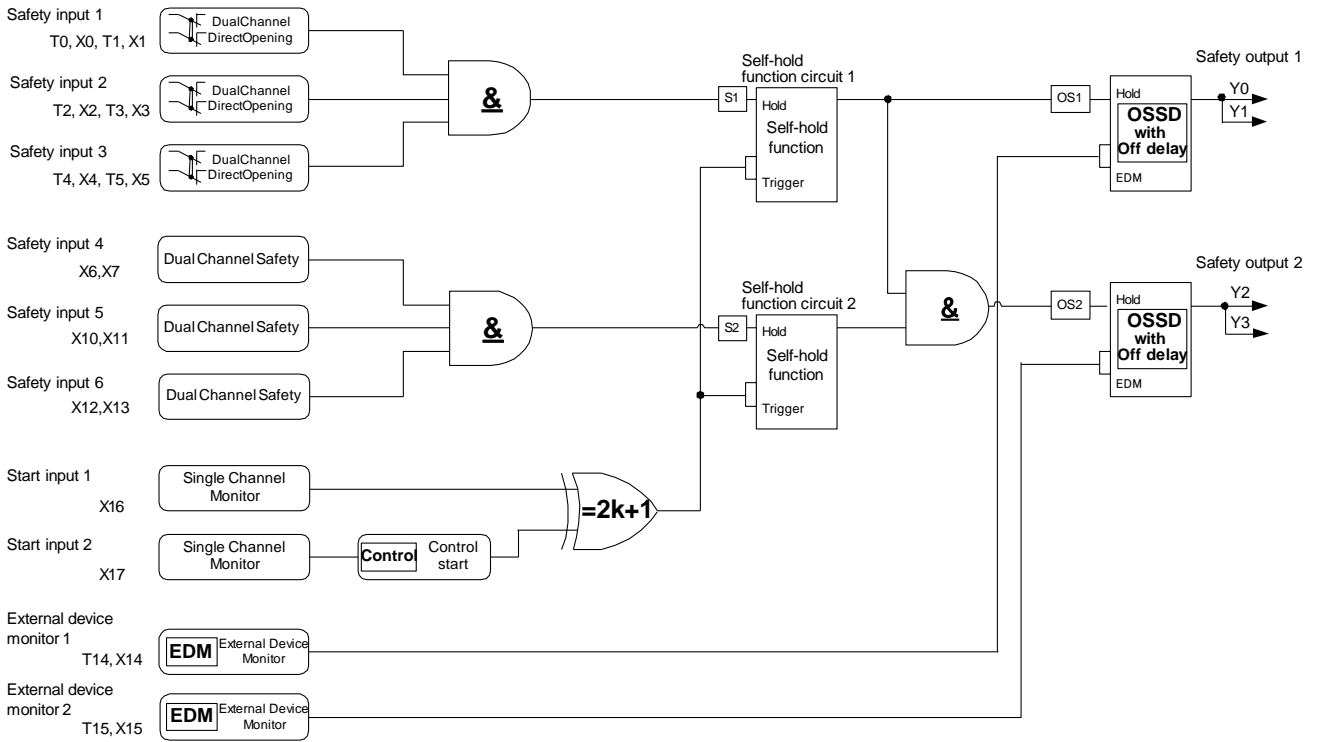 Safety input 1
T0, X0, T1, X1
DualChannel
DirectOpening
Safety input 2
T2, X2, T3, X3
DualChannel
DirectOpening
Safety input 3
T4, X4, T5, X5
DualChannel
DirectOpening
&
S1
Self-hold
function circuit 1
Hold
Self-hold
function
Trigger
OS1
Hold
OSSD
with
Off delay
EDM
Safety output 1
Y0
Y1
Safety input 4
X6,X7
Dual Channel Safety
Safety input 5
X10,X11
Dual Channel Safety
Safety input 6
X12,X13
Dual Channel Safety
&
S2
Self-hold
function circuit 2
Hold
Self-hold
function
Trigger
&
OS2
Hold
OSSD
with
Off delay
EDM
Safety output 2
Y2
Y3
Start input 1
X16
Single Channel
Monitor
Start input 2
X17
Single Channel
Monitor
Control
Control
start
=2k+1
External device
monitor 1
T14, X14
EDM
External Device
Monitor
External device
monitor 2
T15, X15
EDM
External Device
Monitor